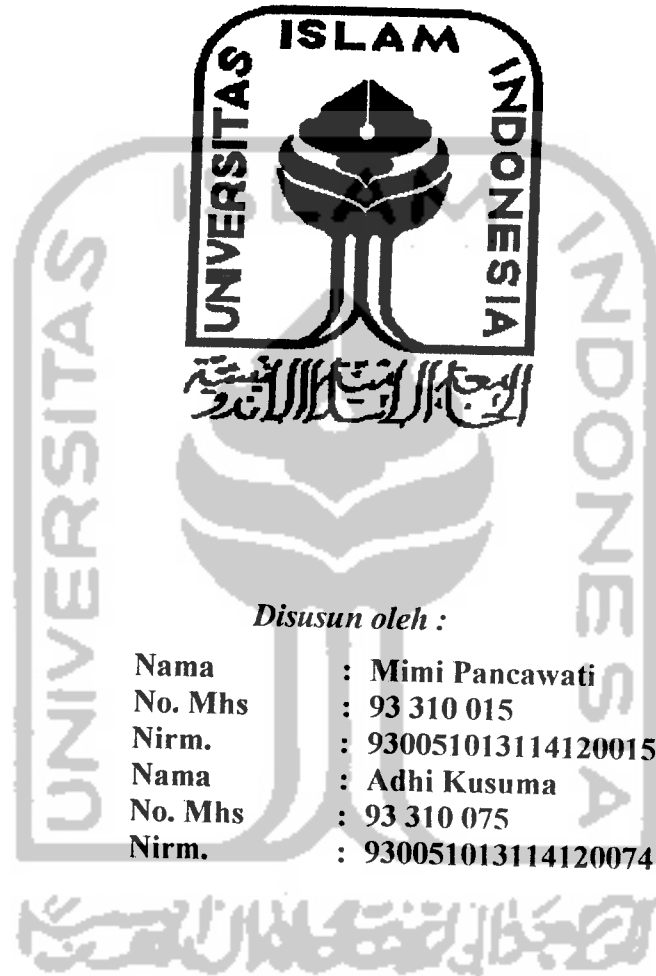 UNIVERSITAS ISLAM INDONESIA
Disusun oleh :
Nama : Mimi Pancawati
No. Mhs : 93 310 015
Nirm. : 930051013114120015
Nama : Adhi Kusuma
No. Mhs : 93 310 075
Nirm. : 930051013114120074